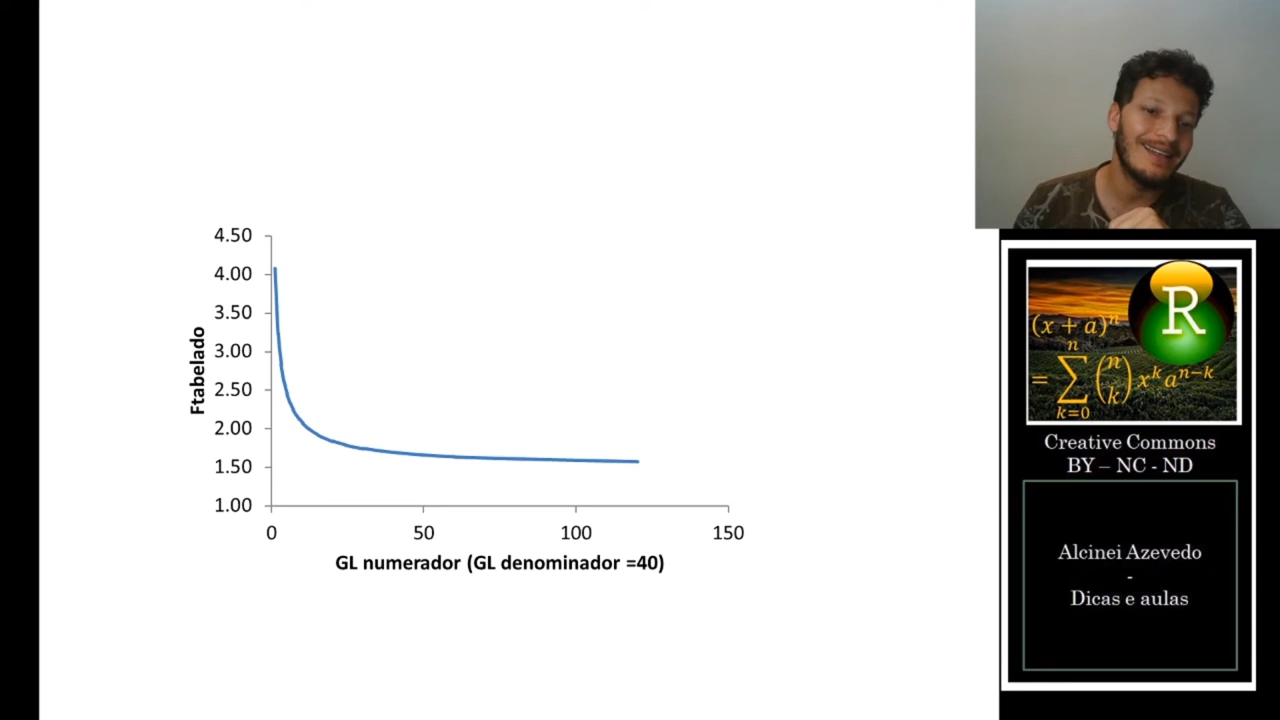 4.50
4.00
3.50
3.00
2.50
2.00
1.50
1.00
Ftabelado
0 50 100 150
GL numerador (GL denominador =40)
R
(x + a)ⁿ
n
= ∑ (n k) xᵏaⁿ⁻ᵏ
k=0
Creative Commons
BY – NC - ND
Alcinei Azevedo
-
Dicas e aulas